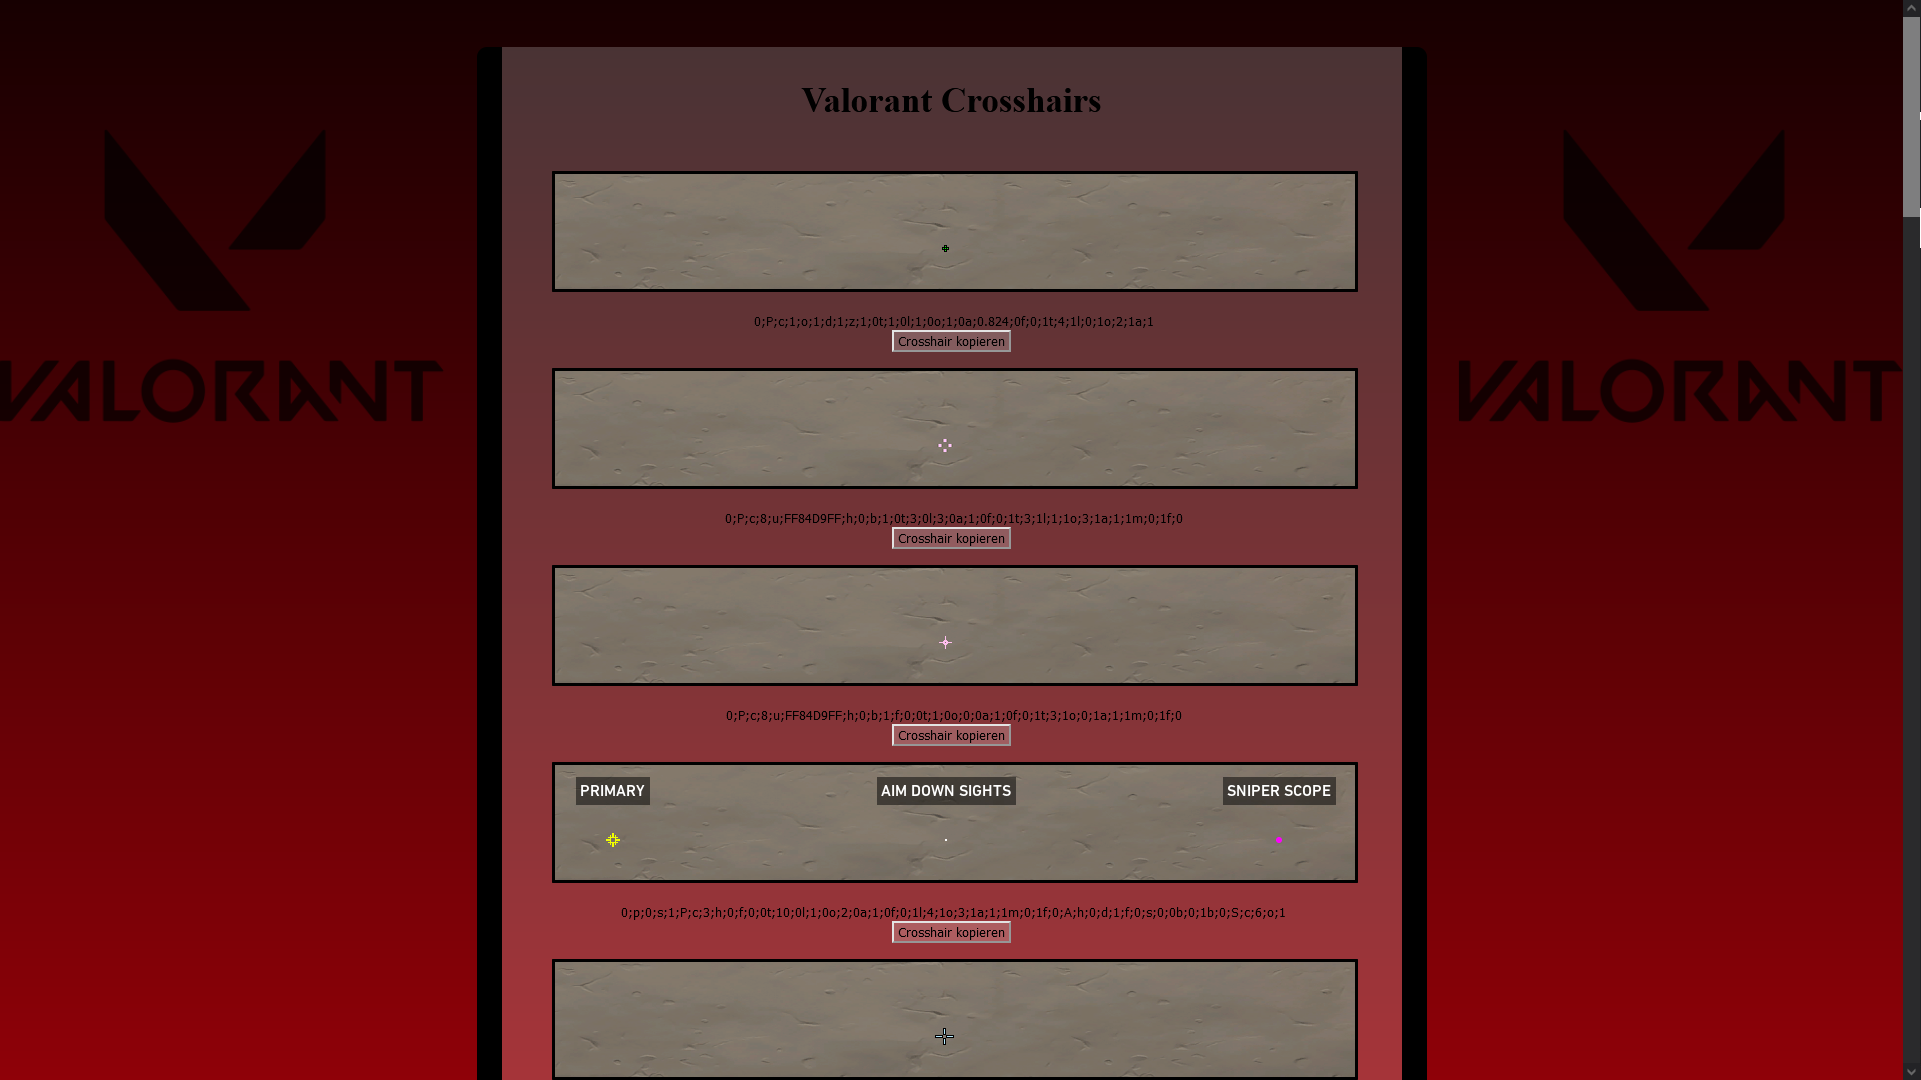 Valorant Crosshairs
VALORANT
VALORANT
0;P;c;1;o;1;d;1;z;1;0t;1;0l;1;0o;1;0a;0.824;0f;0;1t;4;1l;0;1o;2;1a;1
Crosshair kopieren
0;P;c;8;u;FF84D9FF;h;0;b;1;0t;3;0l;3;0a;1;0f;0;1t;3;1l;1;1o;3;1a;1;1m;0;1f;0
Crosshair kopieren
0;P;c;8;u;FF84D9FF;h;0;b;1;f;0;0t;1;0o;0;0a;1;0f;0;1t;3;1o;0;1a;1;1m;0;1f;0
Crosshair kopieren
PRIMARY
AIM DOWN SIGHTS
SNIPER SCOPE
0;p;0;s;1;P;c;3;h;0;f;0;0t;10;0l;1;0o;2;0a;1;0f;0;1l;4;1o;3;1a;1;1m;0;1f;0;A;h;0;d;1;f;0;s;0;0b;0;1b;0;S;c;6;o;1
Crosshair kopieren